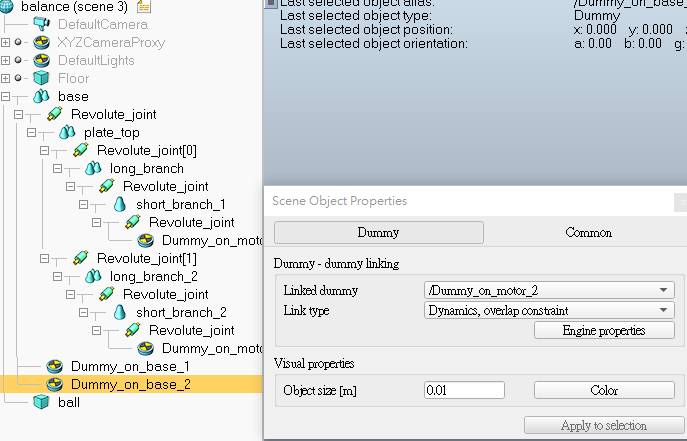 balance (scene 3)
DefaultCamera
XYZCameraProxy
DefaultLights
Floor
base
Revolute_joint
plate_top
Revolute_joint[0]
long_branch
Revolute_joint
short_branch_1
Revolute_joint
Dummy_on_moto
Revolute_joint[1]
long_branch_2
Revolute_joint
short_branch_2
Revolute_joint
Dummy_on_moto
Dummy_on_base_1
Dummy_on_base_2
ball
Last selected object alias: /Dummy_on_base_
Last selected object type: Dummy
Last selected object position: x: 0.000 y: 0.000
Last selected object orientation: a: 0.00 b: 0.00 g:
Scene Object Properties
Dummy Common
Dummy - dummy linking
Linked dummy /Dummy_on_motor_2
Link type Dynamics, overlap constraint
Engine properties
Visual properties
Object size [m] 0.01 Color
Apply to selection